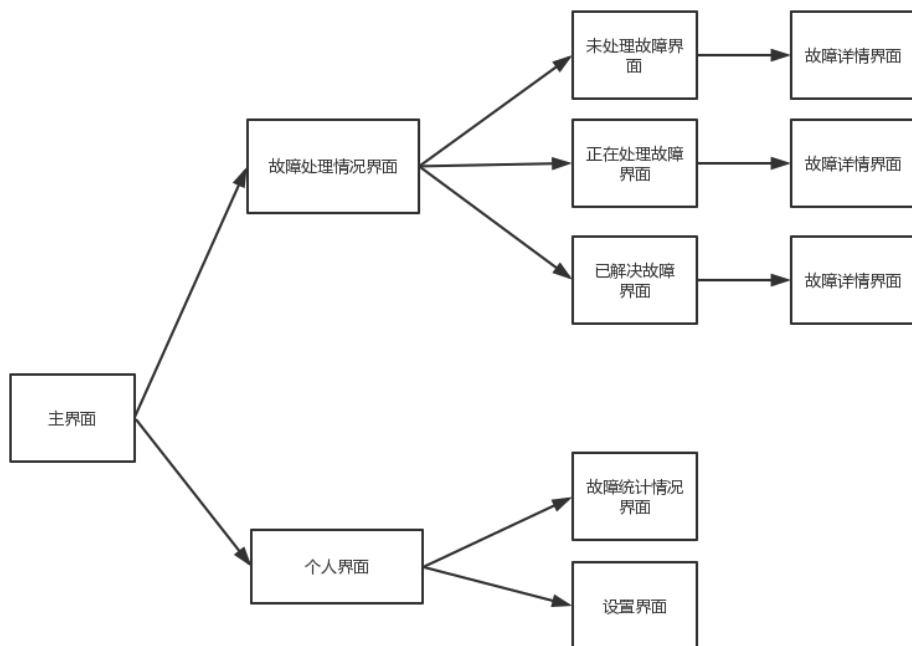 未处理故障界
面
故障详情界面
故障处理情况界面
正在处理故障
界面
故障详情界面
已解决故障
界面
故障详情界面
主界面
故障统计情况
界面
个人界面
设置界面